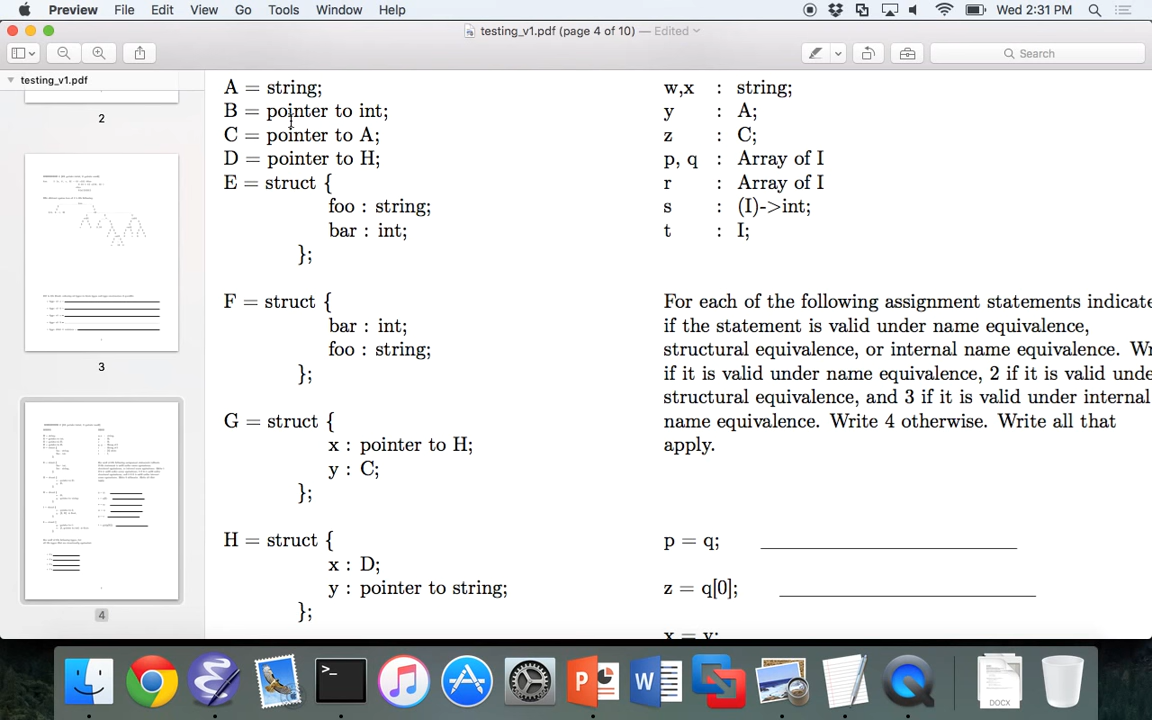 Preview File Edit View Go Tools Window Help Wed 2:31 PM
testing_v1.pdf (page 4 of 10) — Edited
Search
testing_v1.pdf
2
3
4
A = string;
B = pointer to int;
C = pointer to A;
D = pointer to H;
E = struct {
foo : string;
bar : int;
};
F = struct {
bar : int;
foo : string;
};
G = struct {
x : pointer to H;
y : C;
};
H = struct {
x : D;
y : pointer to string;
};
w,x : string;
y : A;
z : C;
p, q : Array of I
r : Array of I
s : (I)->int;
t : I;
For each of the following assignment statements indicate
if the statement is valid under name equivalence,
structural equivalence, or internal name equivalence. Wr
if it is valid under name equivalence, 2 if it is valid unde
structural equivalence, and 3 if it is valid under internal
name equivalence. Write 4 otherwise. Write all that
apply.
p = q;
z = q[0];
x = y;
>_
P
W
DOCX